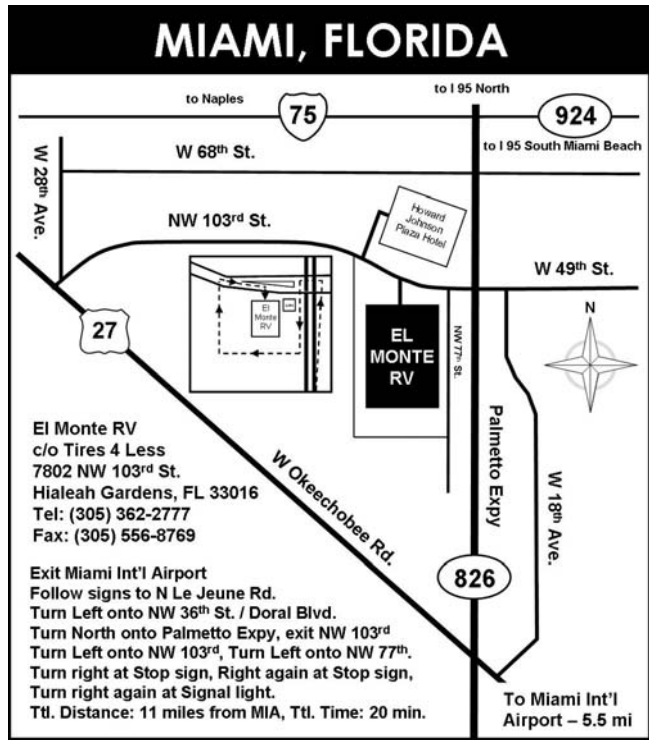 MIAMI, FLORIDA
to Naples
75
to I 95 North
924
to I 95 South Miami Beach
W 68th St.
W 28th Ave.
NW 103rd St.
Howard
Johnson
Plaza Hotel
W 49th St.
El
Monte
RV
27
EL
MONTE
RV
NW 77th St.
N
Palmetto Expy
W 18th Ave.
W Okeechobee Rd.
826
El Monte RV
c/o Tires 4 Less
7802 NW 103rd St.
Hialeah Gardens, FL 33016
Tel: (305) 362-2777
Fax: (305) 556-8769
Exit Miami Int'l Airport
Follow signs to N Le Jeune Rd.
Turn Left onto NW 36th St. / Doral Blvd.
Turn North onto Palmetto Expy, exit NW 103rd
Turn Left onto NW 103rd, Turn Left onto NW 77th.
Turn right at Stop sign, Right again at Stop sign,
Turn right again at Signal light.
Ttl. Distance: 11 miles from MIA, Ttl. Time: 20 min.
To Miami Int'l
Airport – 5.5 mi